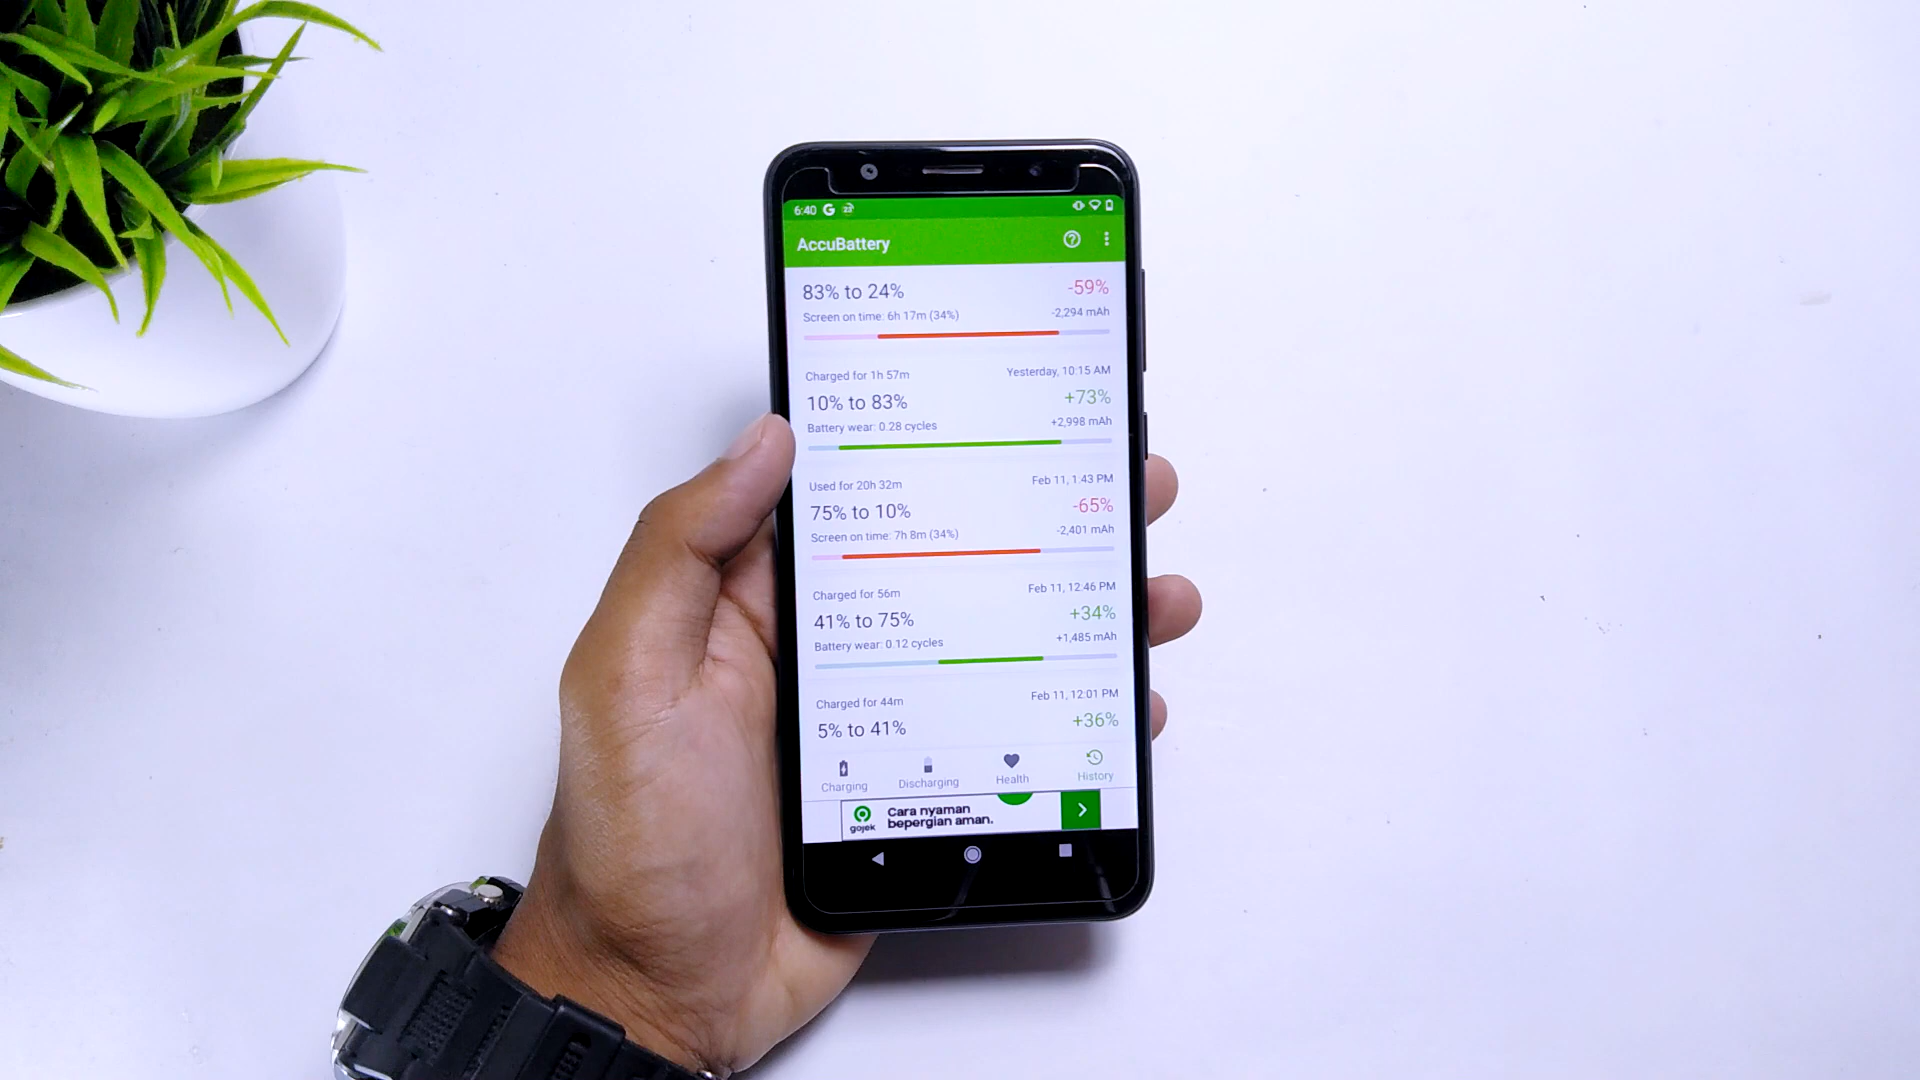 6:40 G 22
AccuBattery
83% to 24% -59%
Screen on time: 6h 17m (34%) -2,294 mAh
Charged for 1h 57m Yesterday, 10:15 AM
10% to 83% +73%
Battery wear: 0.28 cycles +2,998 mAh
Used for 20h 32m Feb 11, 1:43 PM
75% to 10% -65%
Screen on time: 7h 8m (34%) -2,401 mAh
Charged for 56m Feb 11, 12:46 PM
41% to 75% +34%
Battery wear: 0.12 cycles +1,485 mAh
Charged for 44m Feb 11, 12:01 PM
5% to 41% +36%
Charging Discharging Health History
gojek
Cara nyaman
bepergian aman.